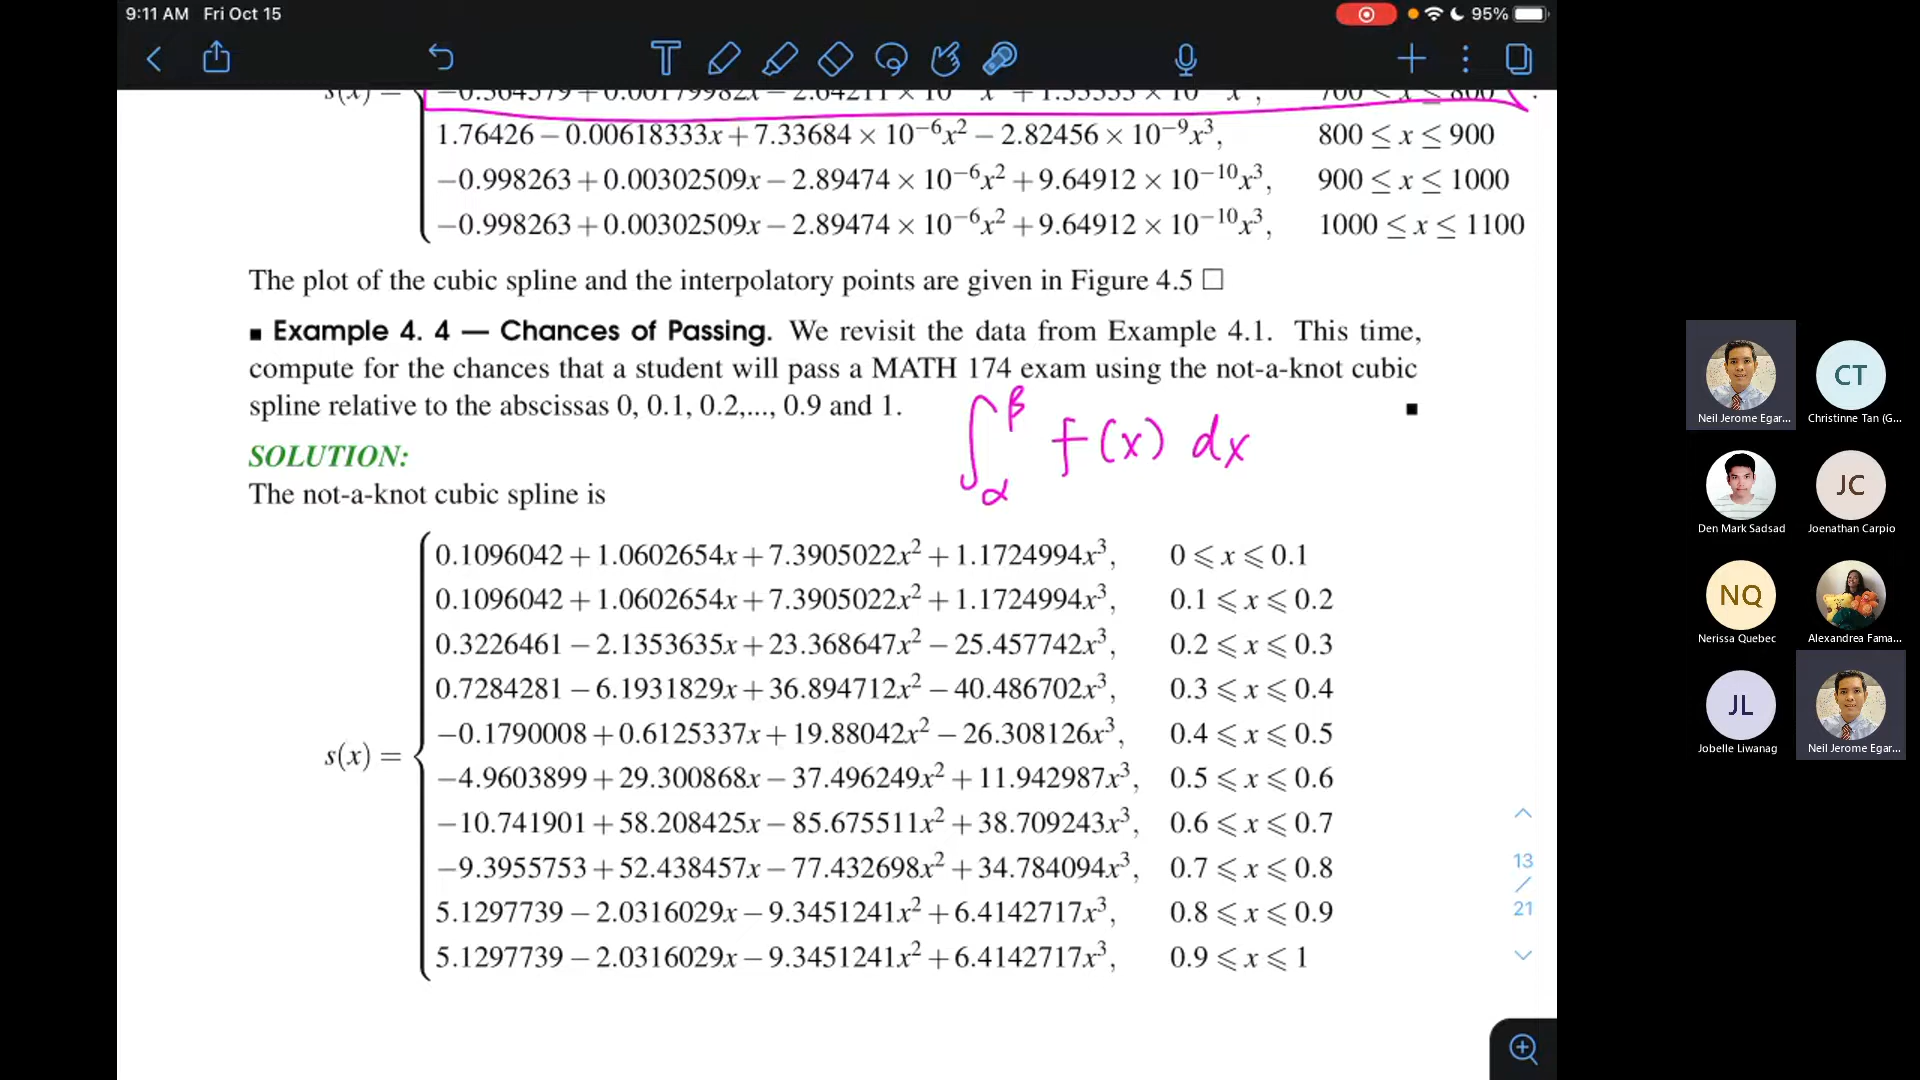 9:11 AM Fri Oct 15
95%
s(x) =
−0.564579 + 0.00179982x − 2.64211 × 10 x + 1.53333 × 10 x , 700 ≤ x ≤ 800
1.76426 − 0.00618333x + 7.33684 × 10⁻⁶x² − 2.82456 × 10⁻⁹x³, 800 ≤ x ≤ 900
−0.998263 + 0.00302509x − 2.89474 × 10⁻⁶x² + 9.64912 × 10⁻¹⁰x³, 900 ≤ x ≤ 1000
−0.998263 + 0.00302509x − 2.89474 × 10⁻⁶x² + 9.64912 × 10⁻¹⁰x³, 1000 ≤ x ≤ 1100
The plot of the cubic spline and the interpolatory points are given in Figure 4.5 □
■ Example 4. 4 — Chances of Passing. We revisit the data from Example 4.1. This time,
compute for the chances that a student will pass a MATH 174 exam using the not-a-knot cubic
spline relative to the abscissas 0, 0.1, 0.2,..., 0.9 and 1. ■
∫ α β f(x) dx
SOLUTION:
The not-a-knot cubic spline is
s(x) =
0.1096042 + 1.0602654x + 7.3905022x² + 1.1724994x³, 0 ⩽ x ⩽ 0.1
0.1096042 + 1.0602654x + 7.3905022x² + 1.1724994x³, 0.1 ⩽ x ⩽ 0.2
0.3226461 − 2.1353635x + 23.368647x² − 25.457742x³, 0.2 ⩽ x ⩽ 0.3
0.7284281 − 6.1931829x + 36.894712x² − 40.486702x³, 0.3 ⩽ x ⩽ 0.4
−0.1790008 + 0.6125337x + 19.88042x² − 26.308126x³, 0.4 ⩽ x ⩽ 0.5
−4.9603899 + 29.300868x − 37.496249x² + 11.942987x³, 0.5 ⩽ x ⩽ 0.6
−10.741901 + 58.208425x − 85.675511x² + 38.709243x³, 0.6 ⩽ x ⩽ 0.7
−9.3955753 + 52.438457x − 77.432698x² + 34.784094x³, 0.7 ⩽ x ⩽ 0.8
5.1297739 − 2.0316029x − 9.3451241x² + 6.4142717x³, 0.8 ⩽ x ⩽ 0.9
5.1297739 − 2.0316029x − 9.3451241x² + 6.4142717x³, 0.9 ⩽ x ⩽ 1
13
/
21
Neil Jerome Egar...
CT
Christinne Tan (G...
Den Mark Sadsad
JC
Joenathan Carpio
NQ
Nerissa Quebec
Alexandrea Fama...
JL
Jobelle Liwanag
Neil Jerome Egar...